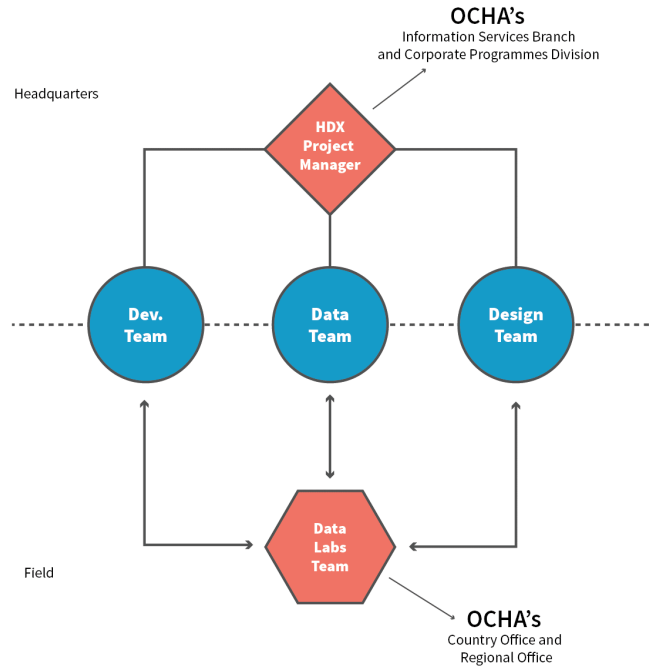 OCHA’s
Information Services Branch
and Corporate Programmes Division
Headquarters
HDX
Project
Manager
Dev.
Team
Data
Team
Design
Team
Data
Labs
Team
Field
OCHA’s
Country Office and
Regional Office